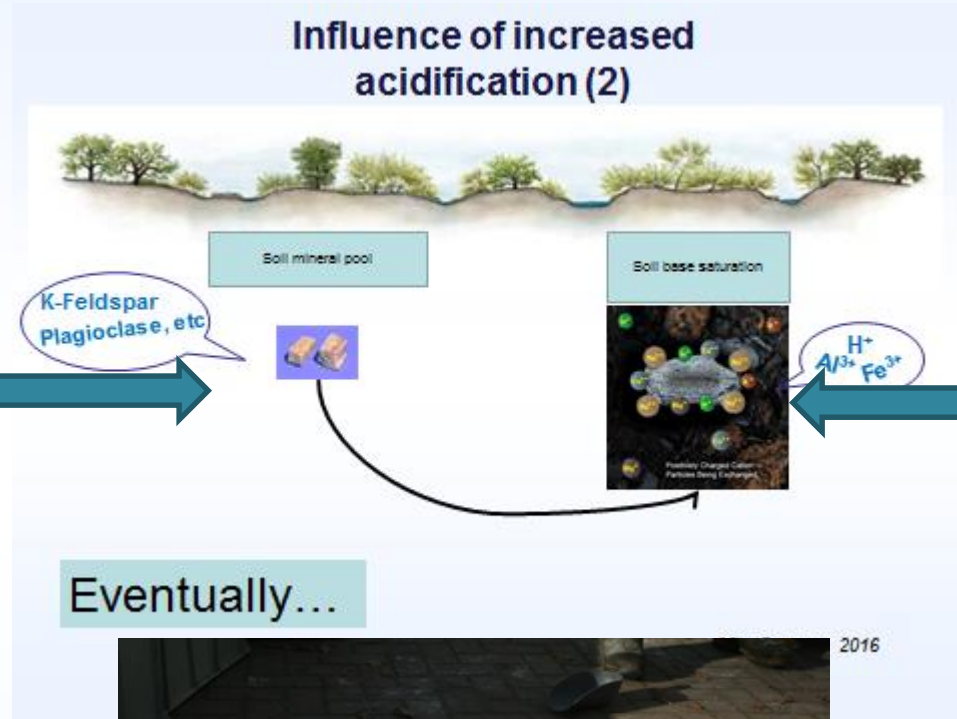 Influence of increased
acidification (2)
Soil mineral pool
Soil base saturation
K-Feldspar
Plagioclase, etc
H⁺
Al³⁺ Fe³⁺
Positively Charged Cation
Particles Being Exchanged
Eventually…
2016